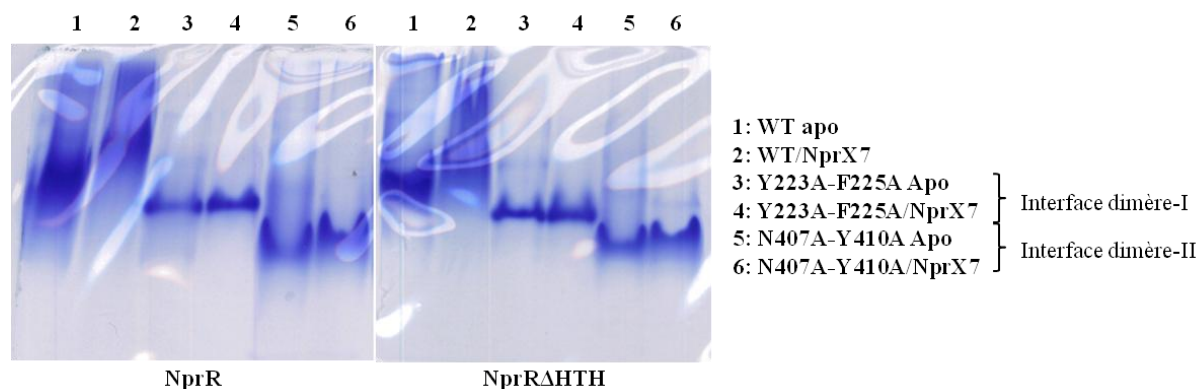 1 2 3 4 5 6 1 2 3 4 5 6
1: WT apo
2: WT/NprX7
3: Y223A-F225A Apo
4: Y223A-F225A/NprX7
Interface dimère-I
5: N407A-Y410A Apo
6: N407A-Y410A/NprX7
Interface dimère-II
NprR NprRΔHTH